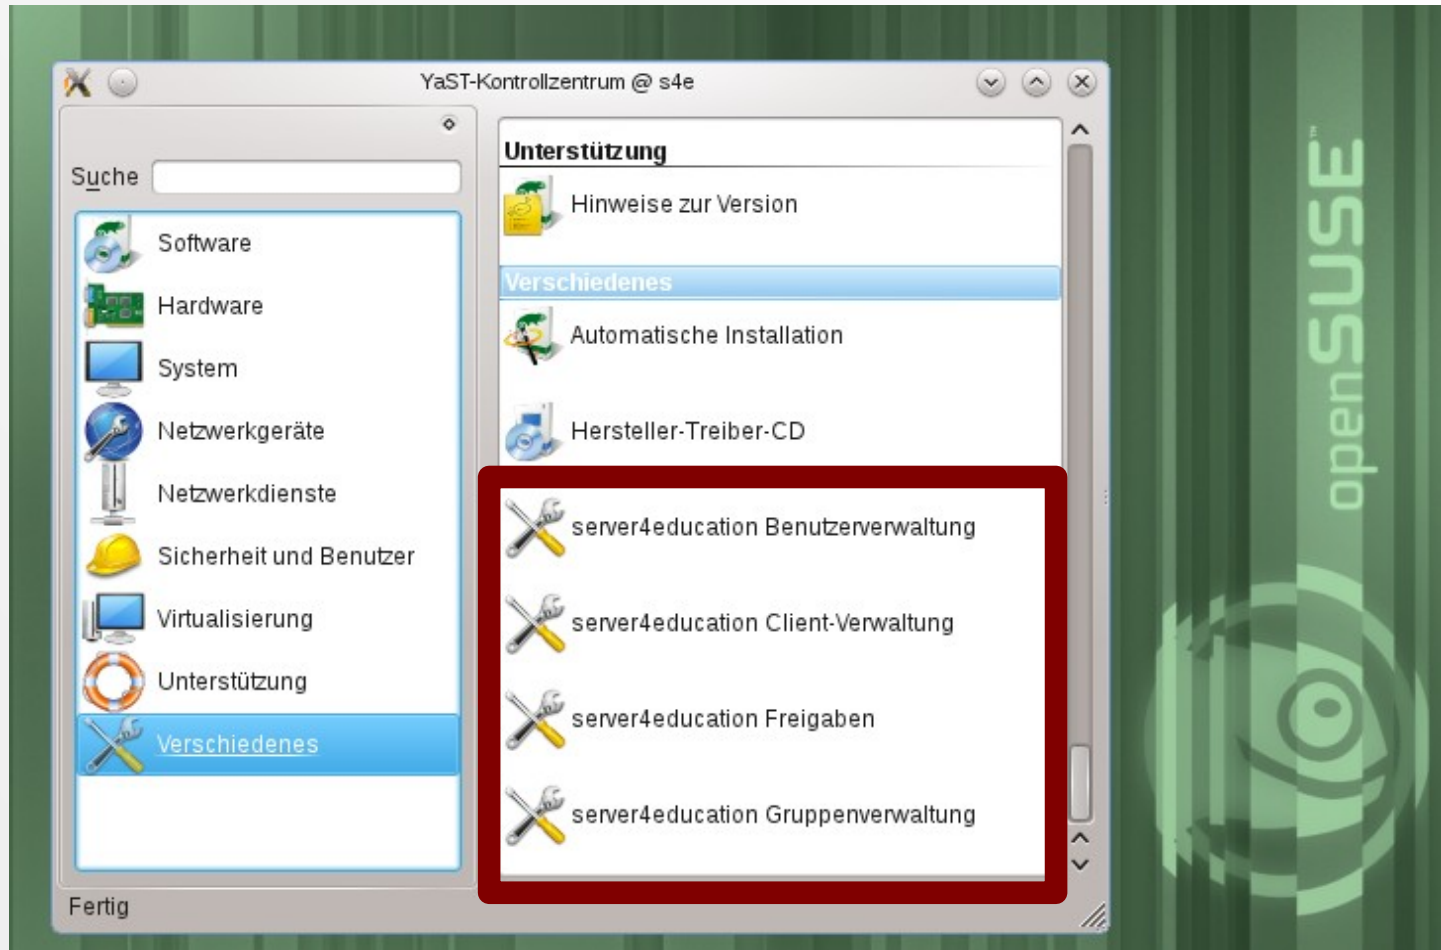 YaST-Kontrollzentrum @ s4e
Suche
Software
Hardware
System
Netzwerkgeräte
Netzwerkdienste
Sicherheit und Benutzer
Virtualisierung
Unterstützung
Verschiedenes
Unterstützung
Hinweise zur Version
Verschiedenes
Automatische Installation
Hersteller-Treiber-CD
server4education Benutzerverwaltung
server4education Client-Verwaltung
server4education Freigaben
server4education Gruppenverwaltung
Fertig
openSUSE™